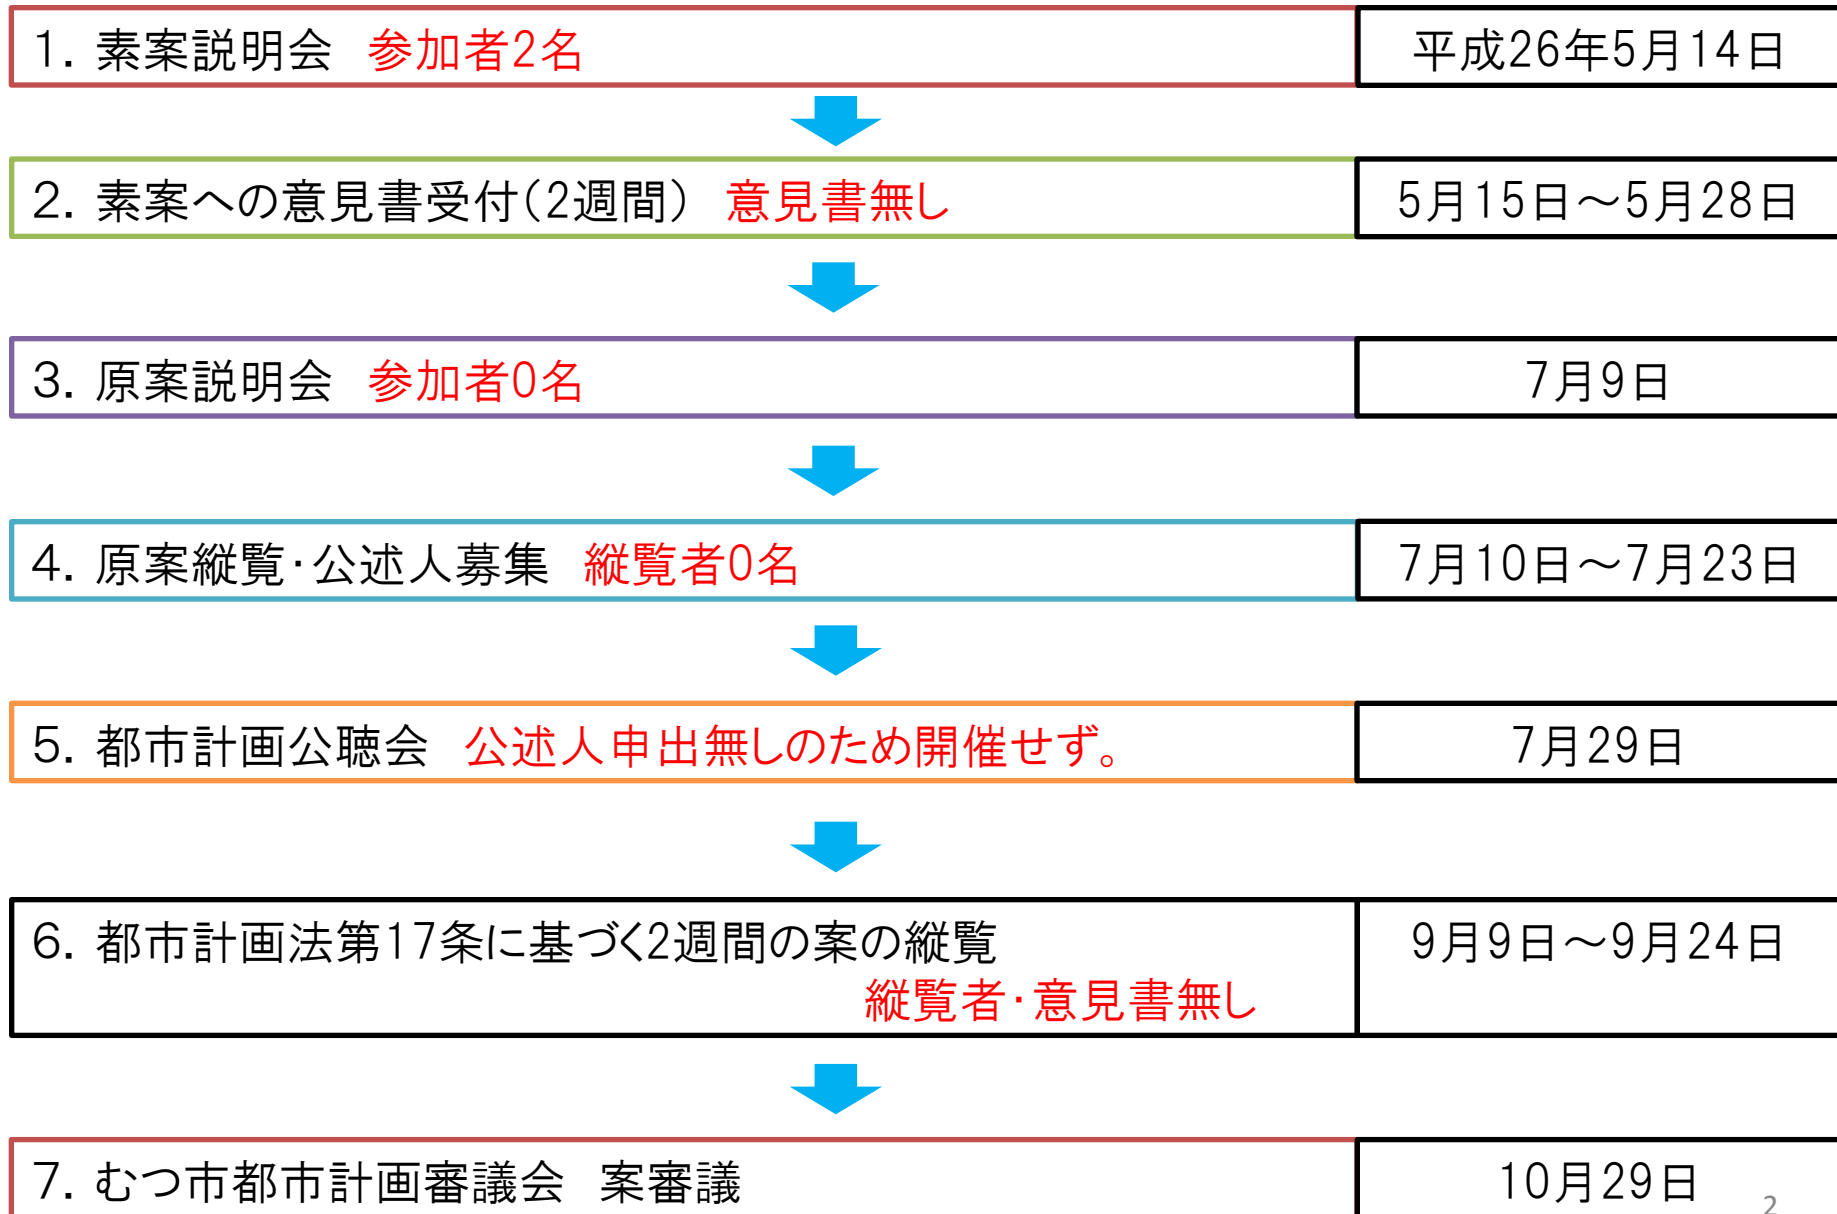 1．素案説明会　参加者2名　平成26年5月14日
2．素案への意見書受付（2週間）　意見書無し　5月15日～5月28日
3．原案説明会　参加者0名　7月9日
4．原案縦覧・公述人募集　縦覧者0名　7月10日～7月23日
5．都市計画公聴会　公述人申出無しのため開催せず。　7月29日
6．都市計画法第17条に基づく2週間の案の縦覧　9月9日～9月24日
縦覧者・意見書無し
7．むつ市都市計画審議会　案審議　10月29日
2